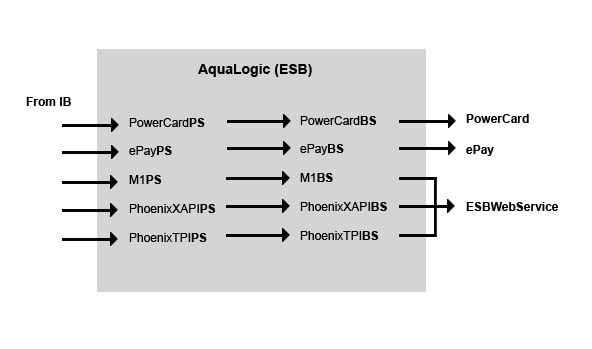 AquaLogic (ESB)
From IB
PowerCardPS
PowerCardBS
PowerCard
ePayPS
ePayBS
ePay
M1PS
M1BS
PhoenixXAPIPS
PhoenixXAPIBS
ESBWebService
PhoenixTPIPS
PhoenixTPIBS